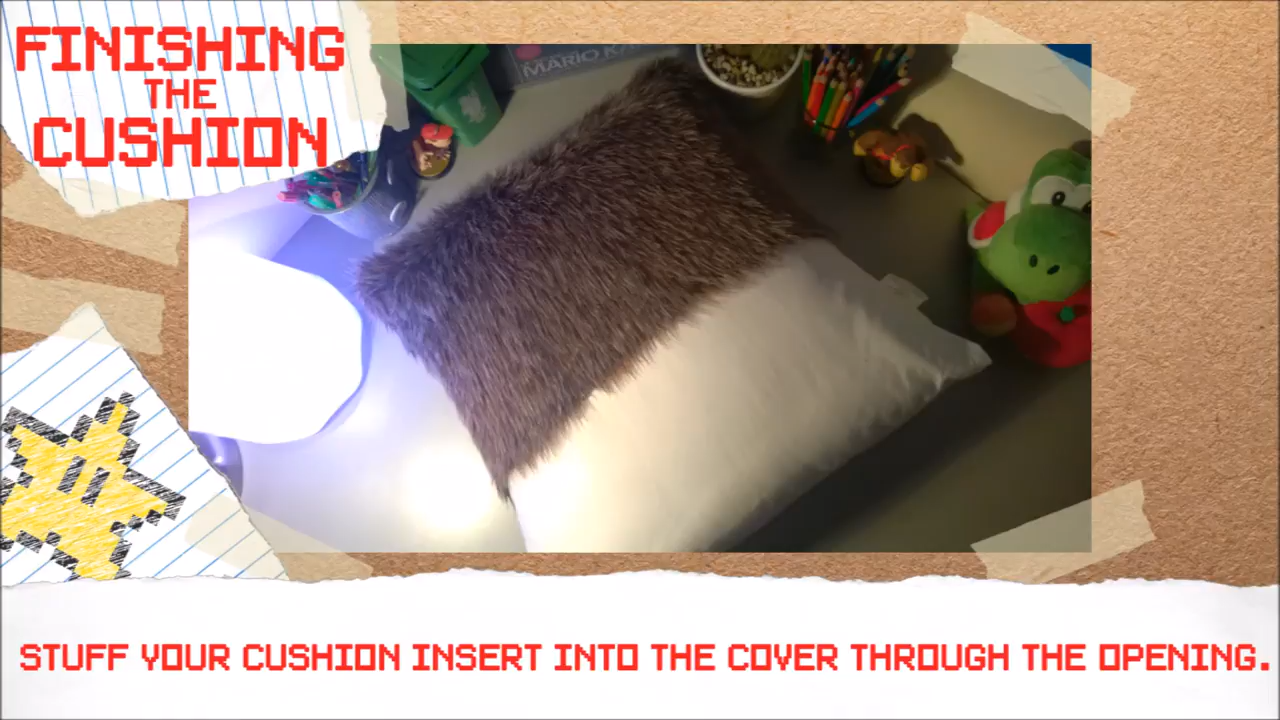 FINISHING
THE
CUSHION
MARIO KA
STUFF YOUR CUSHION INSERT INTO THE COVER THROUGH THE OPENING.